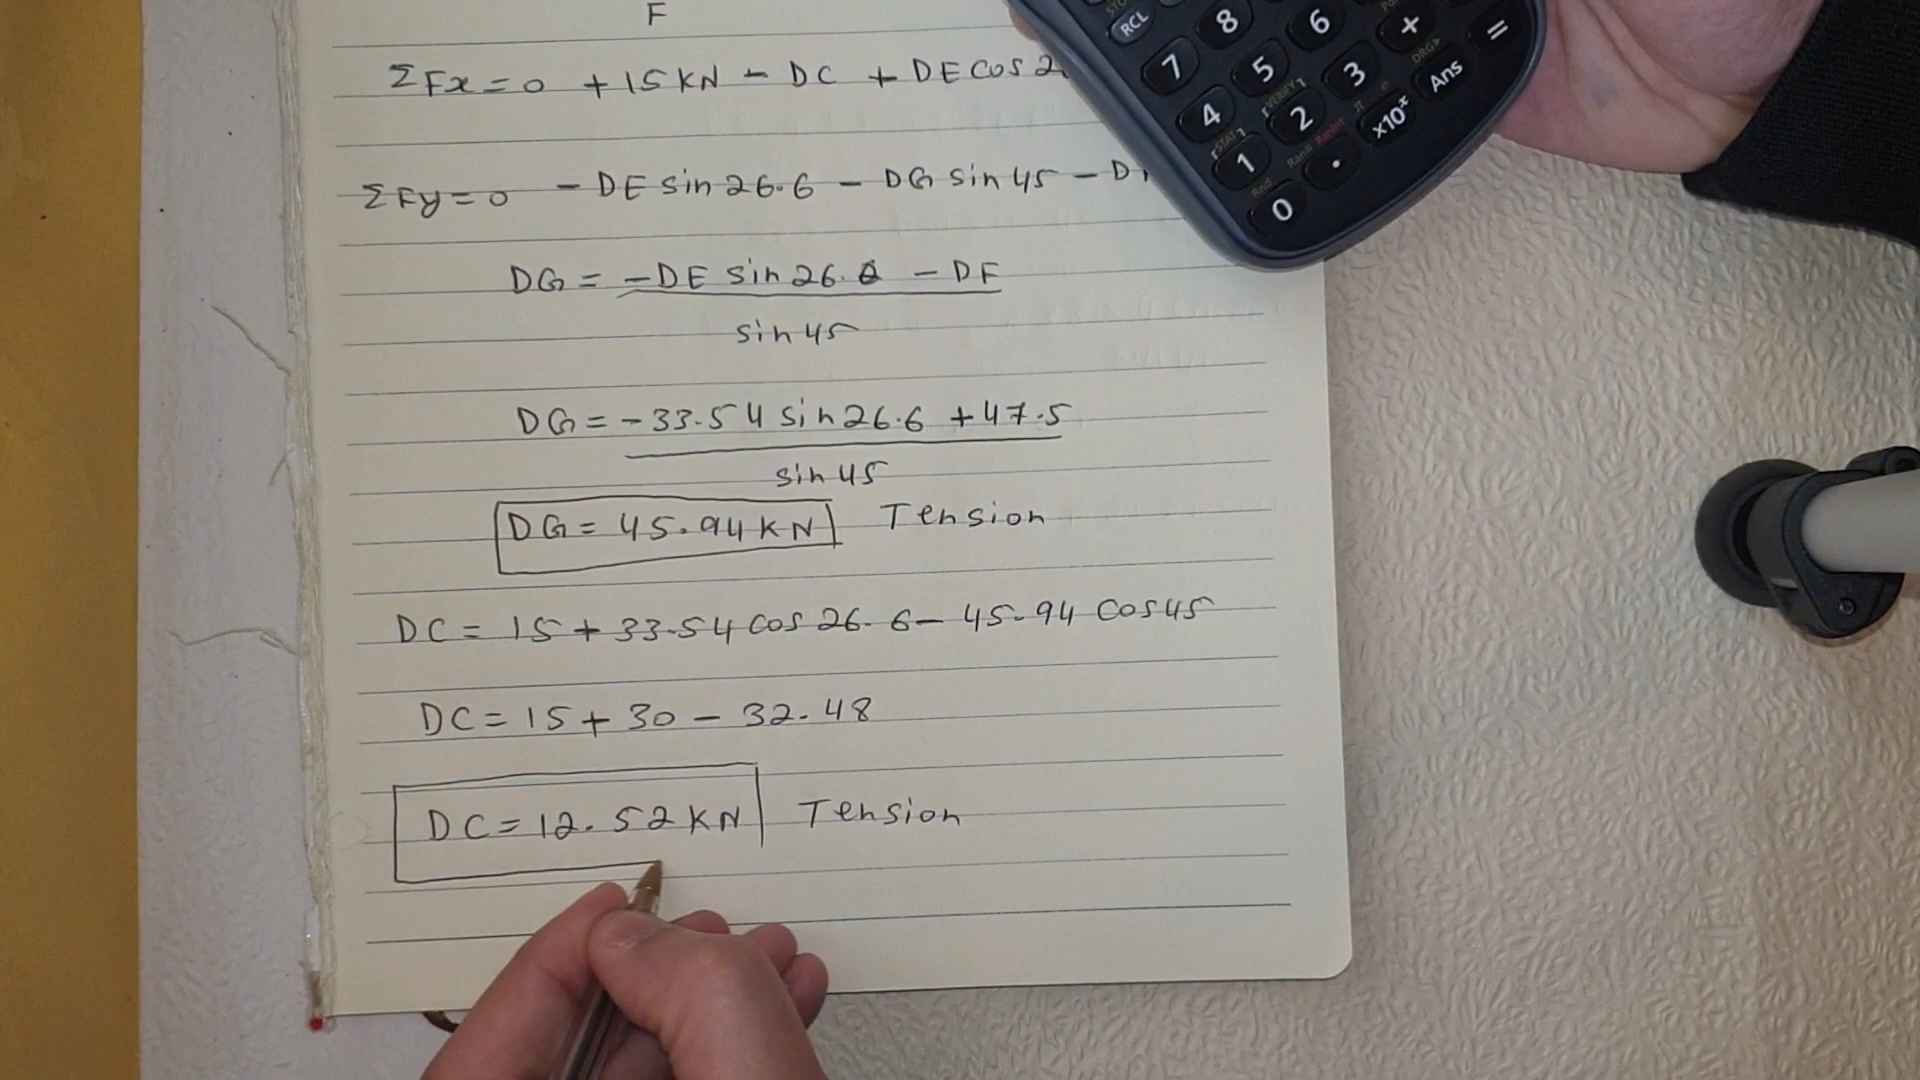 F
ΣFx = 0 + 15 KN - DC + DE cos 2
ΣFy = 0 - DE sin 26.6 - DG sin 45 - D
DG = -DE sin 26.6 - DF
sin 45
DG = -33.54 sin 26.6 + 47.5
sin 45
DG = 45.94 KN Tension
DC = 15 + 33.54 cos 26.6 - 45.94 cos 45
DC = 15 + 30 - 32.48
DC = 12.52 KN Tension
RCL 7 8 5 6 + =
4 1 2 3 Ans
0 . ×10ˣ